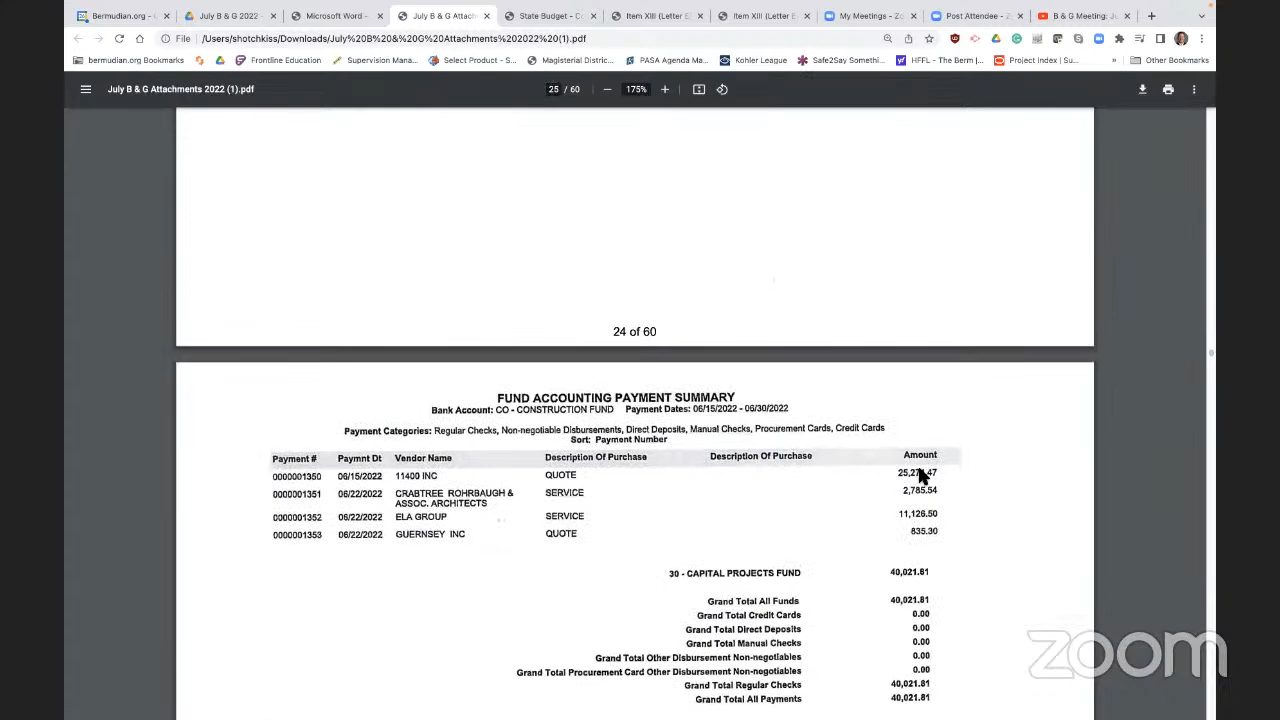 Bermudian.org - C
July B & G 2022
Microsoft Word -
July B & G Attach
State Budget - Co
Item XIII (Letter E
Item XIII (Letter D
My Meetings - Zo
Post Attendee - Z
B & G Meeting: Ju
File /Users/shotchkiss/Downloads/July%20B%20&%20G%20Attachments%202022%20(1).pdf
bermudian.org Bookmarks
Frontline Education
Supervision Mana...
Select Product - S...
Magisterial Distric...
PASA Agenda Ma...
Kohler League
Safe2Say Somethi...
HFFL - The Berm |...
Project Index | Su...
»
Other Bookmarks
July B & G Attachments 2022 (1).pdf
25 / 60
175%
24 of 60
FUND ACCOUNTING PAYMENT SUMMARY
Bank Account: CO - CONSTRUCTION FUND Payment Dates: 06/15/2022 - 06/30/2022
Payment Categories: Regular Checks, Non-negotiable Disbursements, Direct Deposits, Manual Checks, Procurement Cards, Credit Cards
Sort: Payment Number
Payment # Paymnt Dt Vendor Name Description Of Purchase Description Of Purchase Amount
0000001350 06/15/2022 11400 INC QUOTE
0000001351 06/22/2022 CRABTREE ROHRBAUGH & SERVICE 2,785.54
ASSOC. ARCHITECTS
0000001352 06/22/2022 ELA GROUP SERVICE 11,126.50
0000001353 06/22/2022 GUERNSEY INC QUOTE 835.30
30 - CAPITAL PROJECTS FUND 40,021.81
Grand Total All Funds 40,021.81
Grand Total Credit Cards 0.00
Grand Total Direct Deposits 0.00
Grand Total Manual Checks 0.00
Grand Total Other Disbursement Non-negotiables 0.00
Grand Total Procurement Card Other Disbursement Non-negotiables 0.00
Grand Total Regular Checks 40,021.81
Grand Total All Payments 40,021.81
zoom